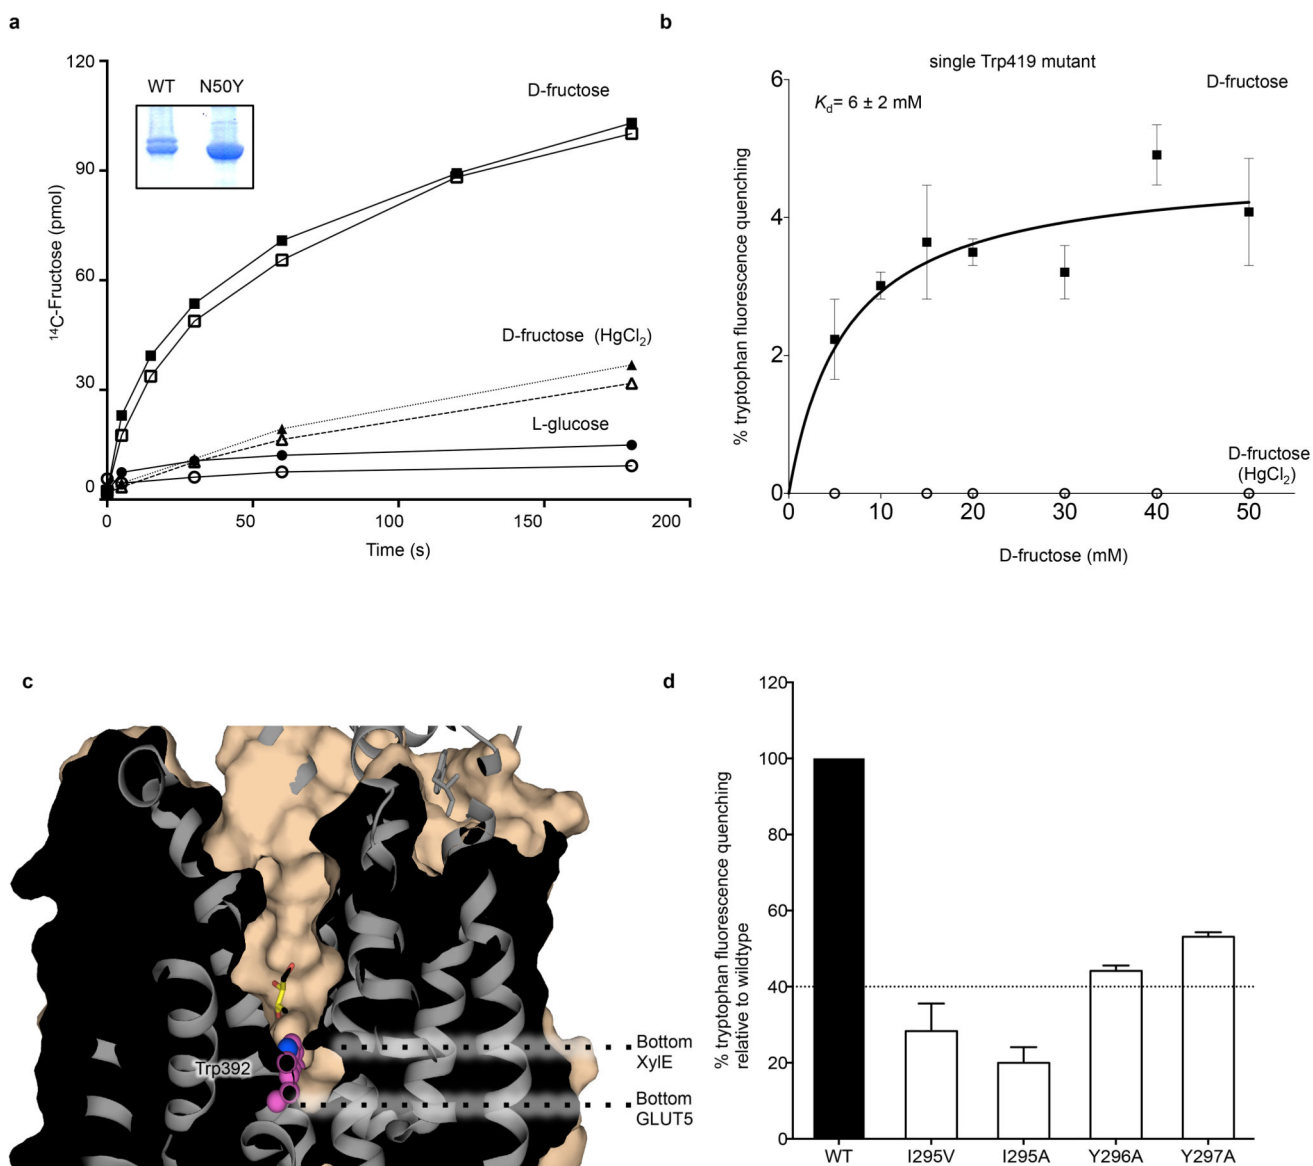 a
120
90
60
30
0
¹⁴C-Fructose (pmol)
WT N50Y
D-fructose
D-fructose (HgCl₂)
L-glucose
0 50 100 150 200
Time (s)
b
single Trp419 mutant
D-fructose
Kd= 6 ± 2 mM
6
4
2
0
% tryptophan fluorescence quenching
D-fructose
(HgCl₂)
0 10 20 30 40 50
D-fructose (mM)
c
Trp392
Bottom
XylE
Bottom
GLUT5
d
120
100
80
60
40
20
0
% tryptophan fluorescence quenching
relative to wildtype
WT I295V I295A Y296A Y297A